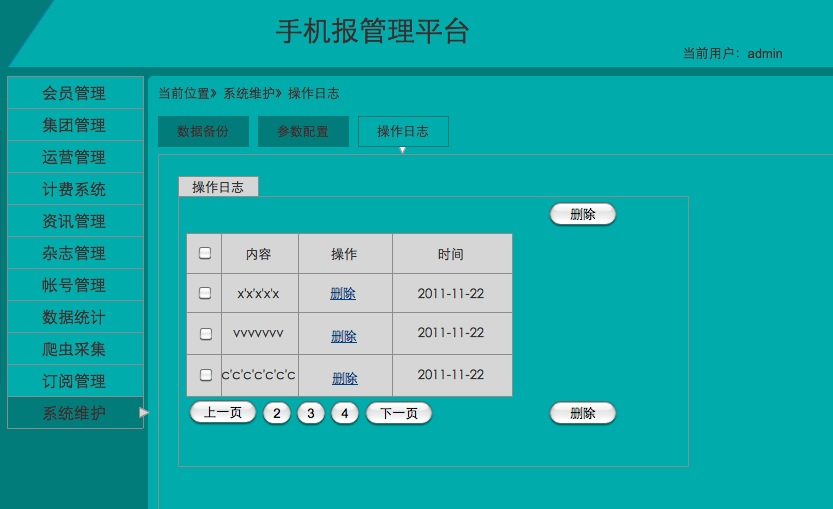 手机报管理平台
当前用户：admin
会员管理
集团管理
运营管理
计费系统
资讯管理
杂志管理
帐号管理
数据统计
爬虫采集
订阅管理
系统维护
当前位置》 系统维护》 操作日志
数据备份 参数配置 操作日志
操作日志
删除
内容 操作 时间
x'x'x'x'x 删除 2011-11-22
vvvvvvv 删除 2011-11-22
c'c'c'c'c'c'c 删除 2011-11-22
上一页 2 3 4 下一页 删除